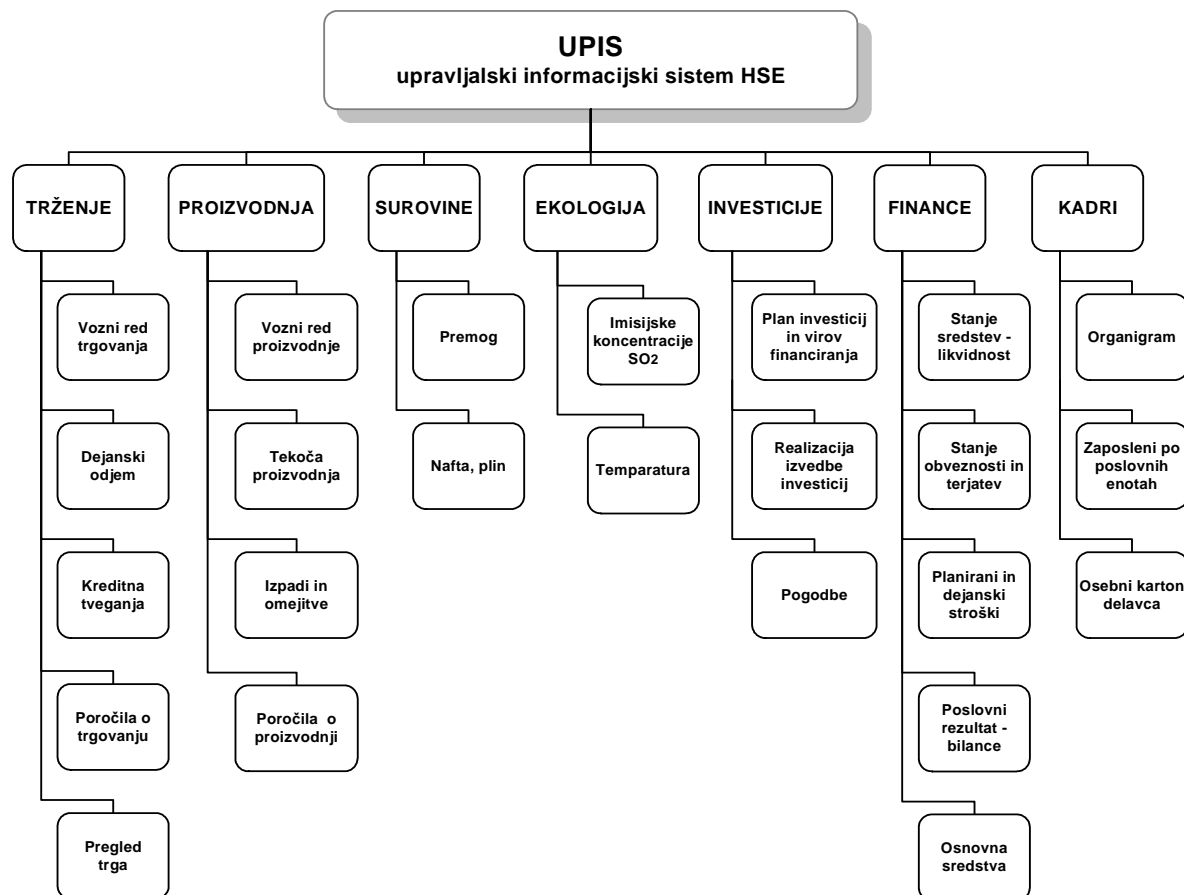 UPIS
upravljalski informacijski sistem HSE
TRŽENJE
PROIZVODNJA
SUROVINE
EKOLOGIJA
INVESTICIJE
FINANCE
KADRI
Vozni red
trgovanja
Dejanski
odjem
Kreditna
tveganja
Poročila o
trgovanju
Pregled
trga
Vozni red
proizvodnje
Tekoča
proizvodnja
Izpadi in
omejitve
Poročila o
proizvodnji
Premog
Nafta, plin
Imisijske
koncentracije
SO2
Temparatura
Plan investicij
in virov
financiranja
Realizacija
izvedbe
investicij
Pogodbe
Stanje
sredstev -
likvidnost
Stanje
obveznosti in
terjatev
Planirani in
dejanski
stroški
Poslovni
rezultat -
bilance
Osnovna
sredstva
Organigram
Zaposleni po
poslovnih
enotah
Osebni karton
delavca